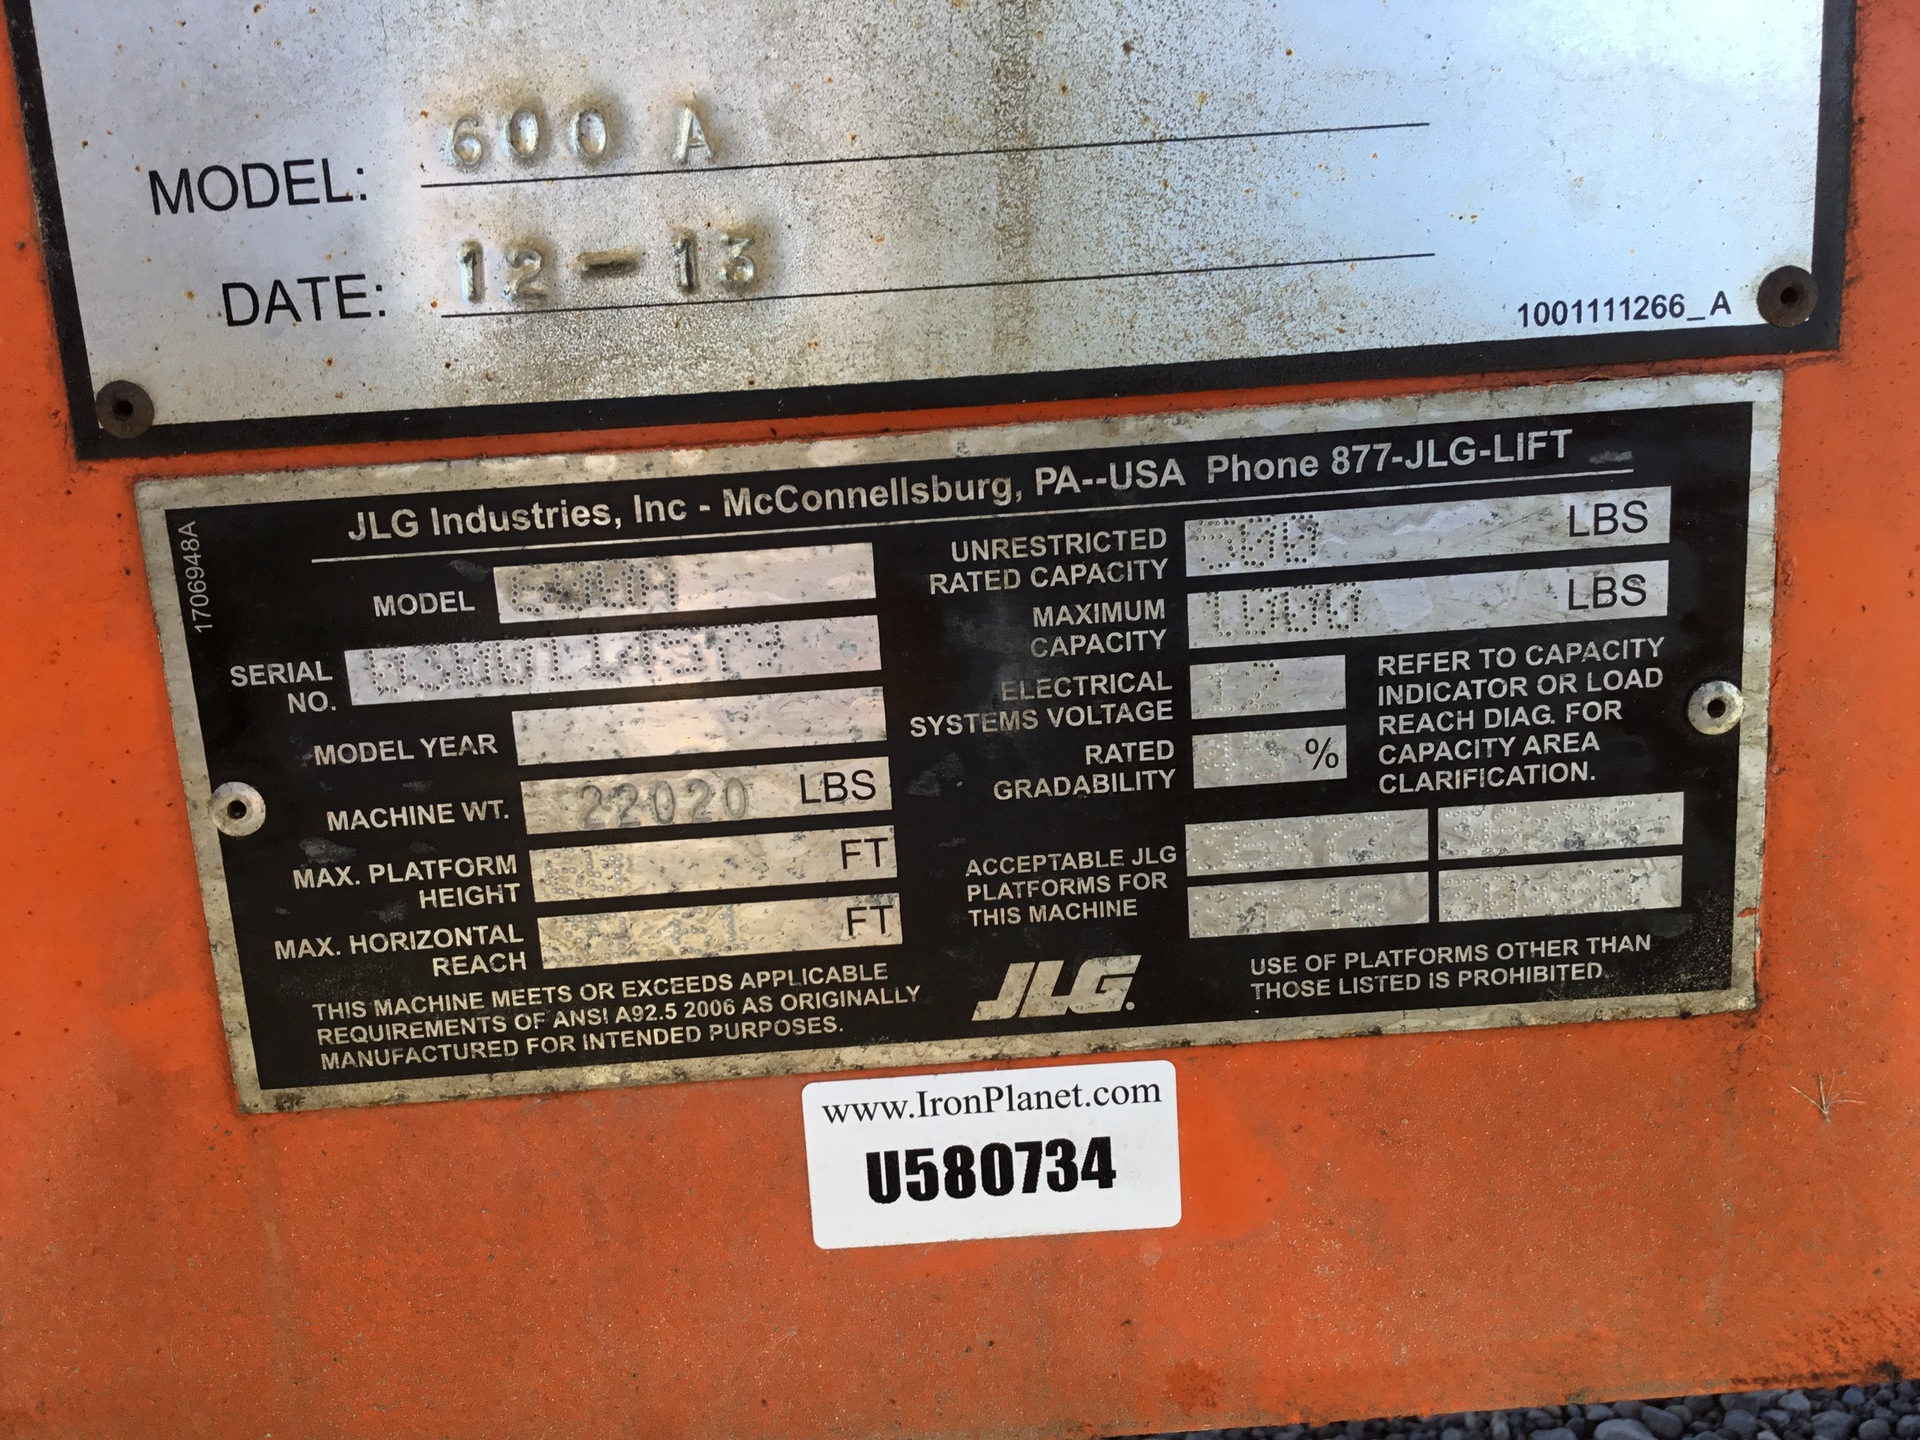 MODEL: 600 A
DATE: 12-13
1001111266_A
1706948A
JLG Industries, Inc - McConnellsburg, PA--USA Phone 877-JLG-LIFT
MODEL
SERIAL NO.
MODEL YEAR
MACHINE WT. 22020 LBS
MAX. PLATFORM HEIGHT FT
MAX. HORIZONTAL REACH FT
THIS MACHINE MEETS OR EXCEEDS APPLICABLE
REQUIREMENTS OF ANSI A92.5 2006 AS ORIGINALLY
MANUFACTURED FOR INTENDED PURPOSES.
UNRESTRICTED RATED CAPACITY 500 LBS
MAXIMUM CAPACITY 1000 LBS
ELECTRICAL SYSTEMS VOLTAGE 12
RATED GRADABILITY %
REFER TO CAPACITY
INDICATOR OR LOAD
REACH DIAG. FOR
CAPACITY AREA
CLARIFICATION.
ACCEPTABLE JLG
PLATFORMS FOR
THIS MACHINE
JLG
USE OF PLATFORMS OTHER THAN
THOSE LISTED IS PROHIBITED.
www.IronPlanet.com
U580734